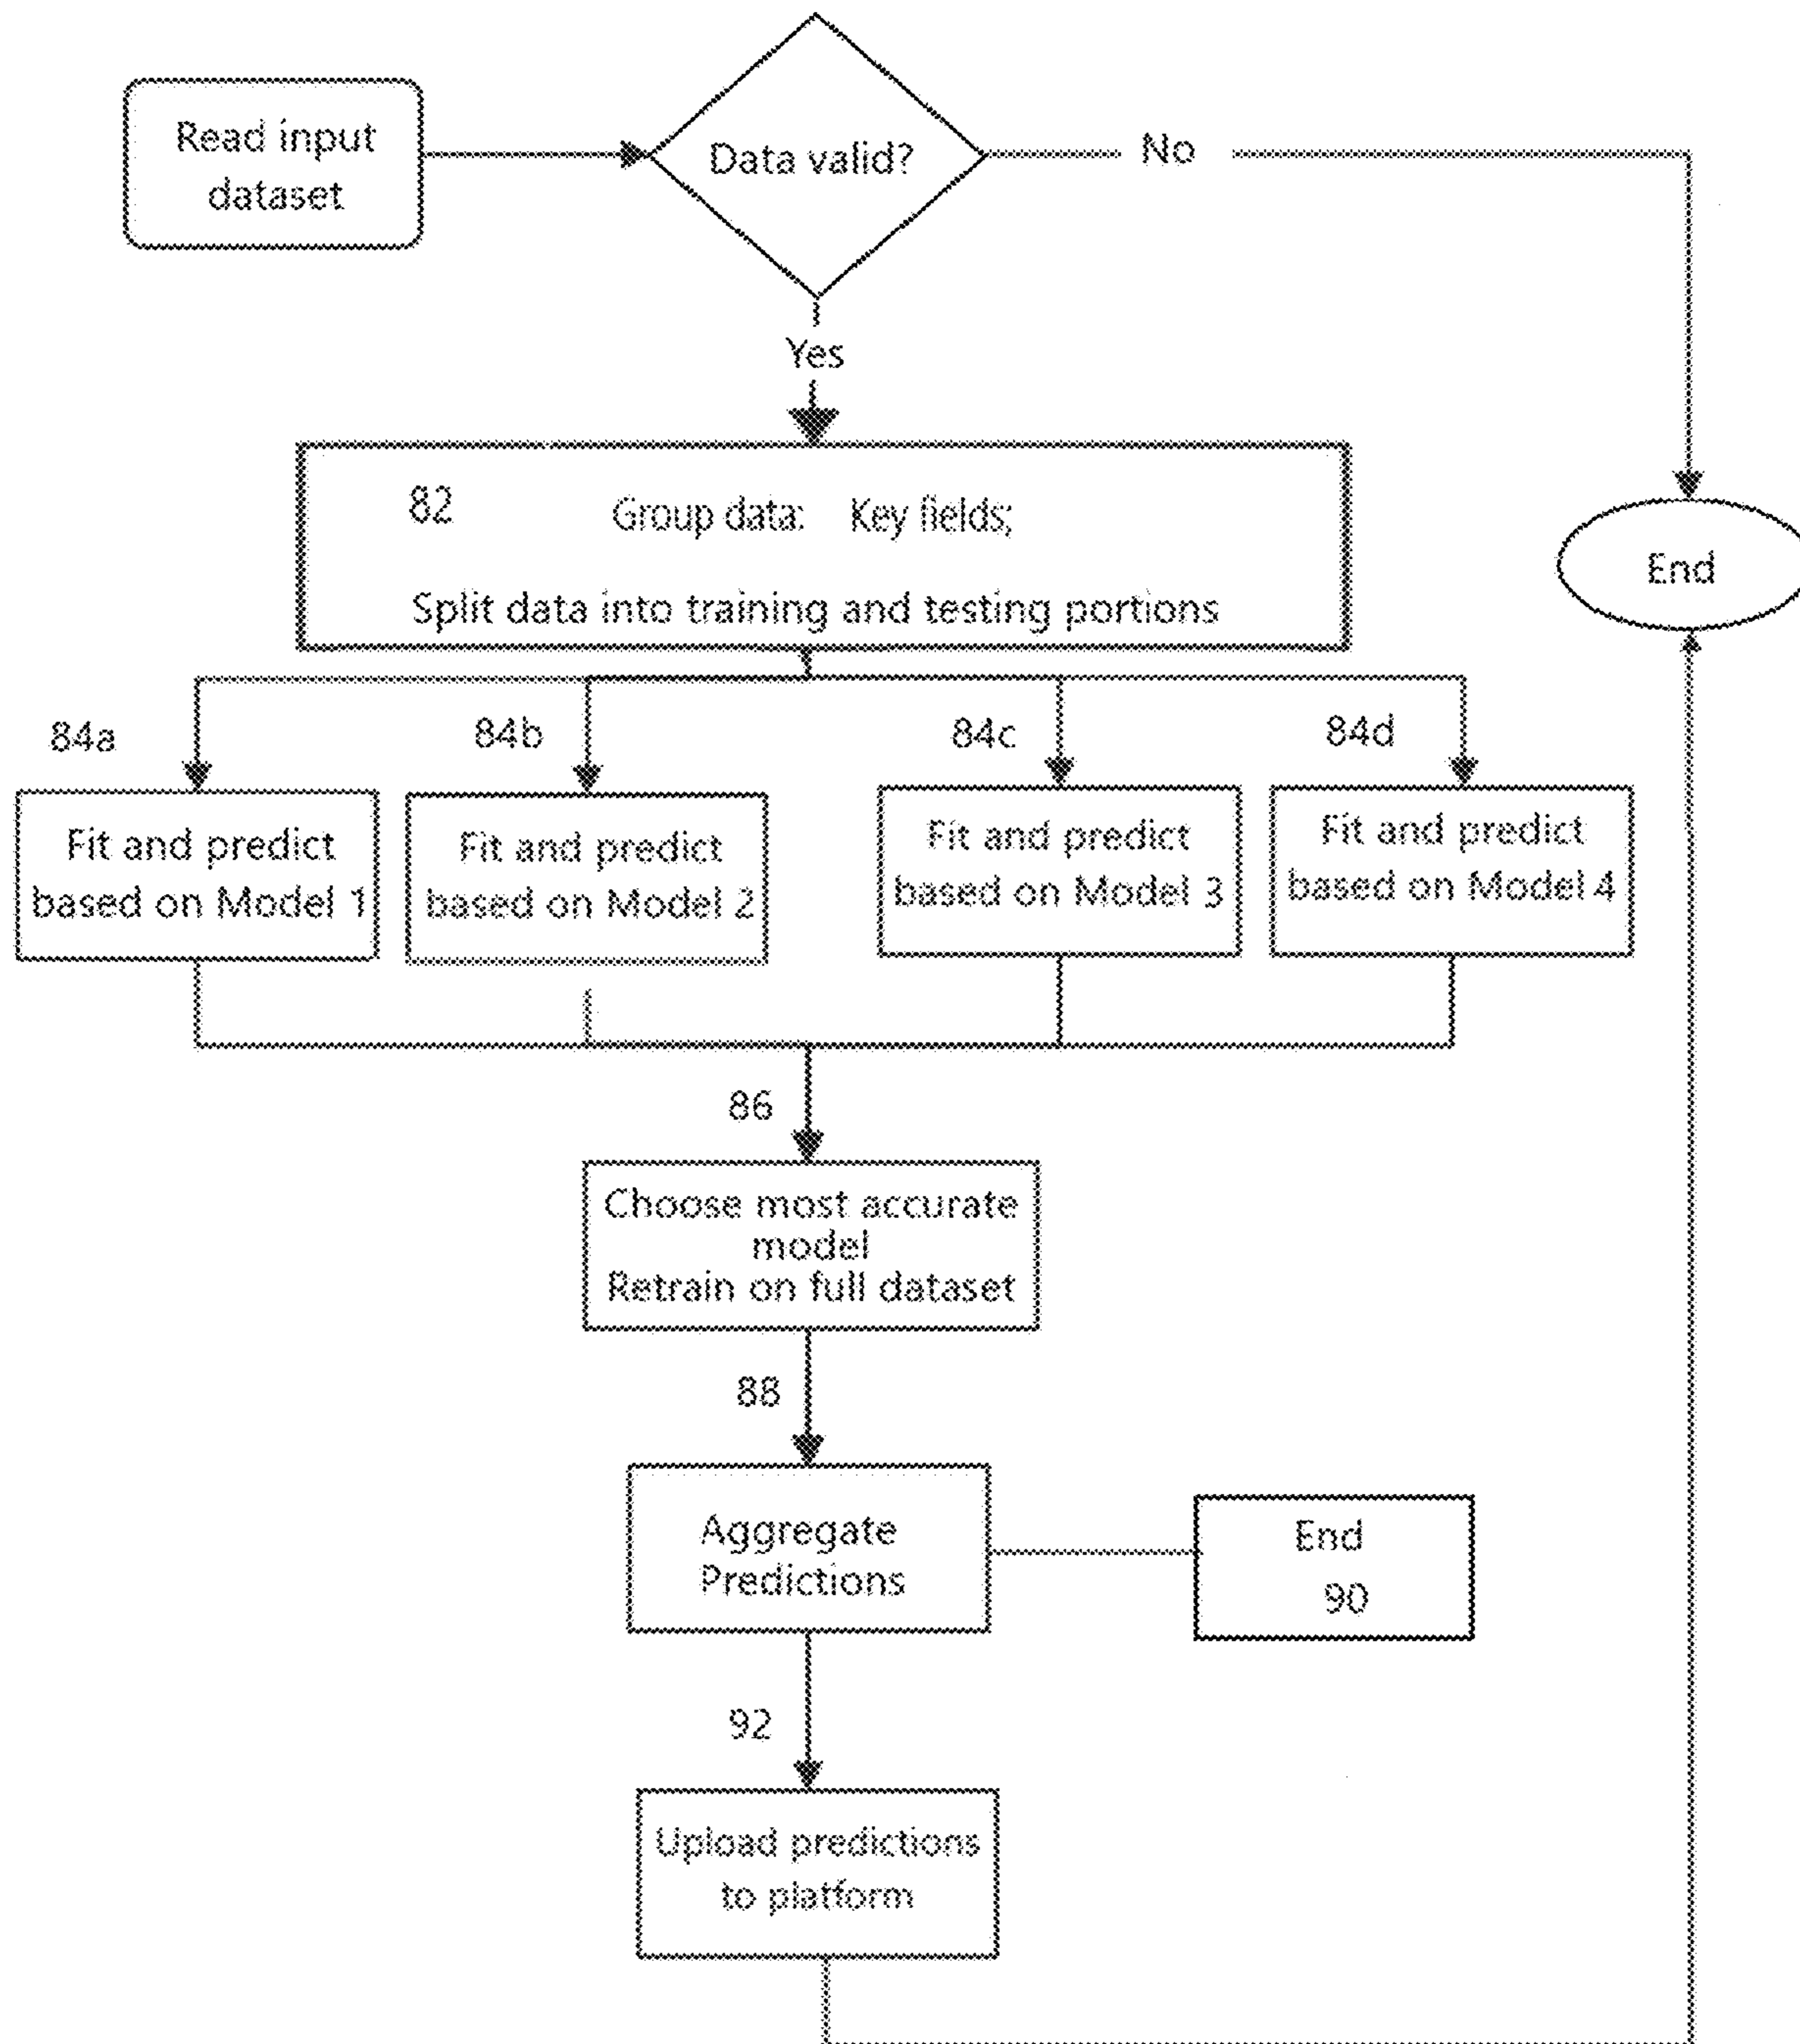 Read input
dataset
Data valid?
No
Yes
End
82 Group data: Key fields;
Split data into training and testing portions
84a
84b
84c
84d
Fit and predict
based on Model 1
Fit and predict
based on Model 2
Fit and predict
based on Model 3
Fit and predict
based on Model 4
86
Choose most accurate
model
Retrain on full dataset
88
Aggregate
Predictions
End
90
92
Upload predictions
to platform